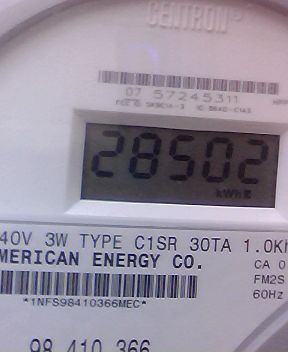 CENTRON
07 57245311
28502
kWh
40V 3W TYPE C1SR 30TA 1.0Kh
MERICAN ENERGY CO.
CA 0
FM2S
60Hz
*1NFS98410366MEC*
98 410 366